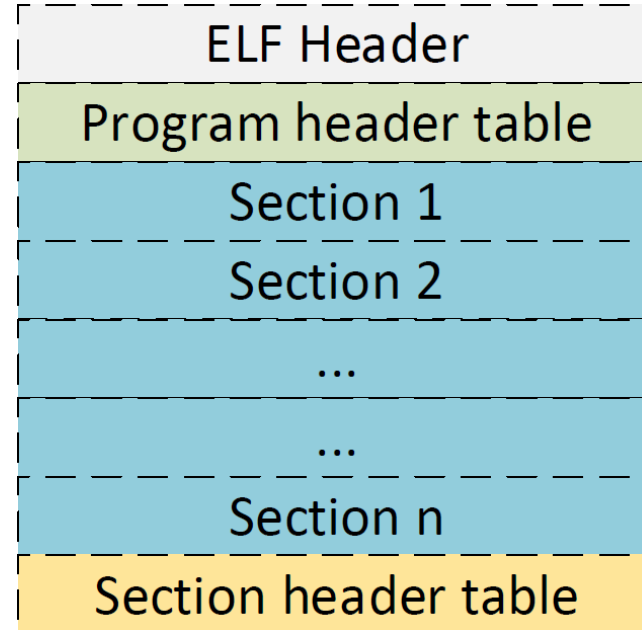 ELF Header
Program header table
Section 1
Section 2
...
...
Section n
Section header table